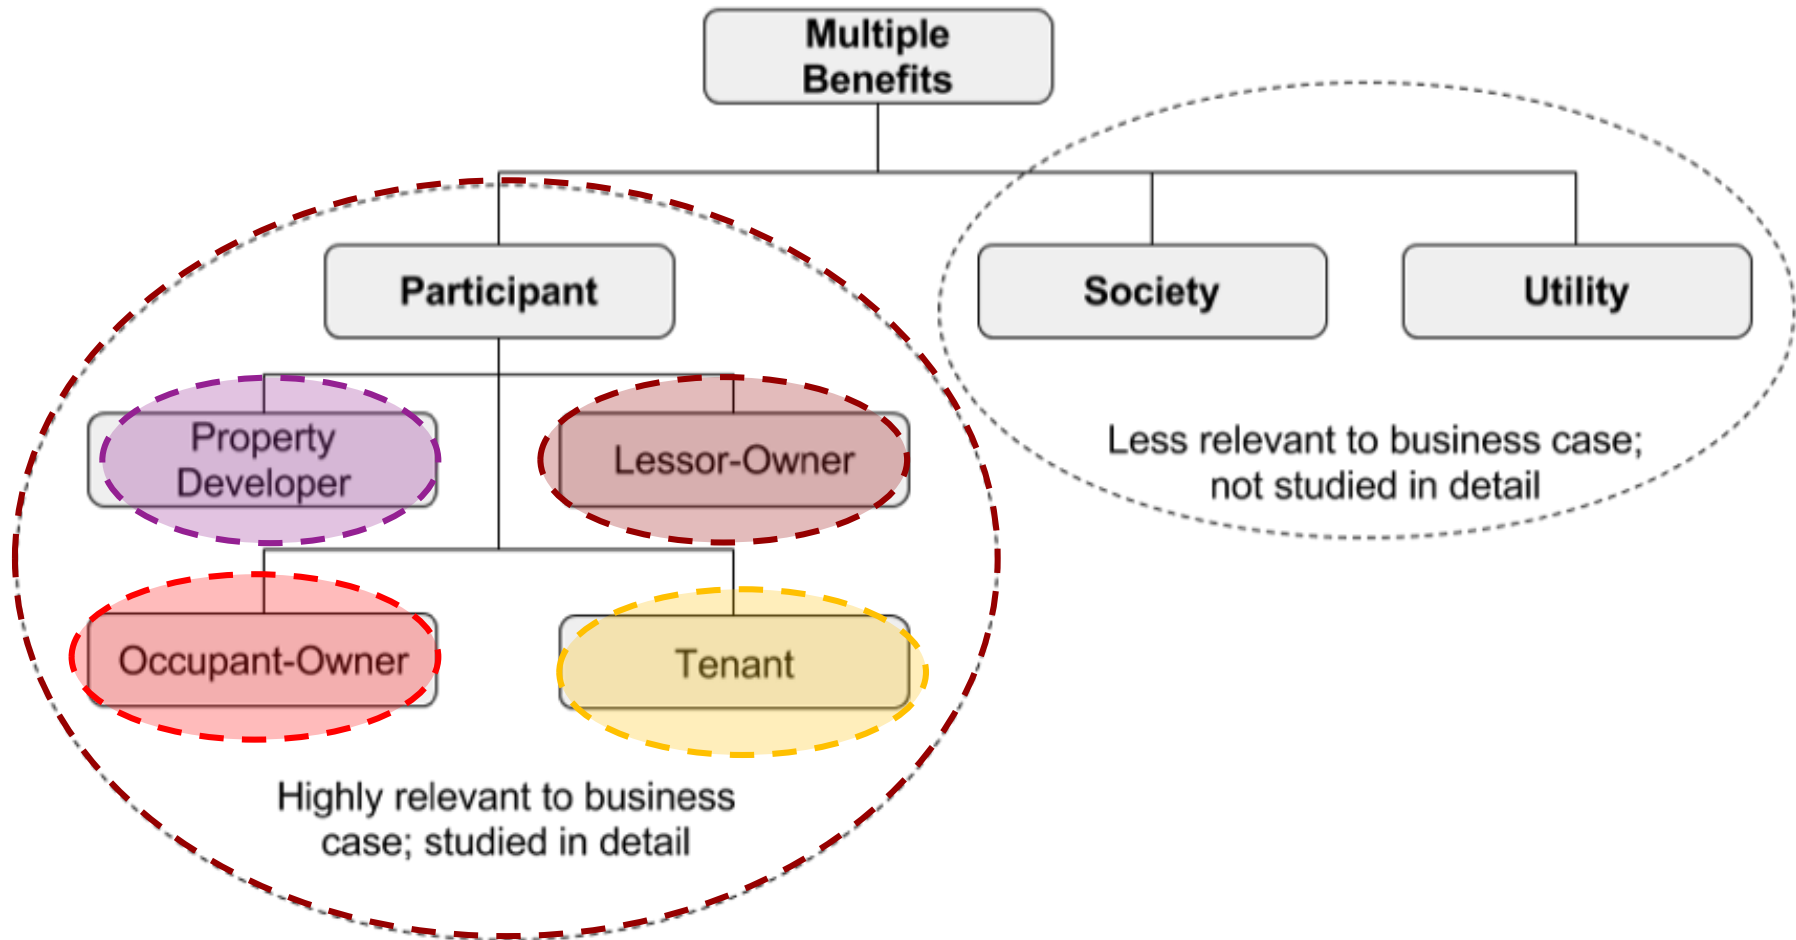 Multiple
Benefits
Participant
Society
Utility
Property
Developer
Lessor-Owner
Less relevant to business case;
not studied in detail
Occupant-Owner
Tenant
Highly relevant to business
case; studied in detail